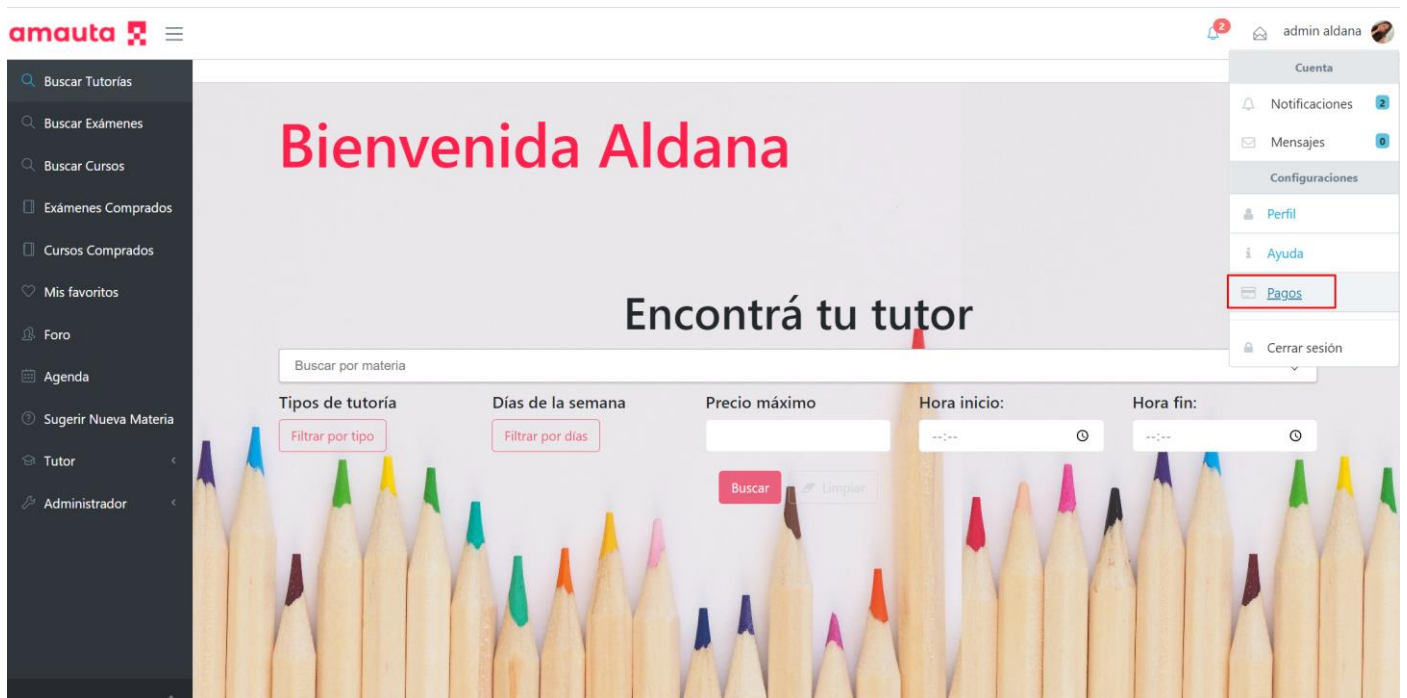 amauta
2
admin aldana
Buscar Tutorías
Buscar Exámenes
Buscar Cursos
Exámenes Comprados
Cursos Comprados
Mis favoritos
Foro
Agenda
Sugerir Nueva Materia
Tutor
Administrador
Cuenta
Notificaciones 2
Mensajes 0
Configuraciones
Perfil
Ayuda
Pagos
Cerrar sesión
Bienvenida Aldana
Encontrá tu tutor
Buscar por materia
Tipos de tutoría Días de la semana Precio máximo Hora inicio: Hora fin:
Filtrar por tipo Filtrar por días --:-- --:--
Buscar Limpiar